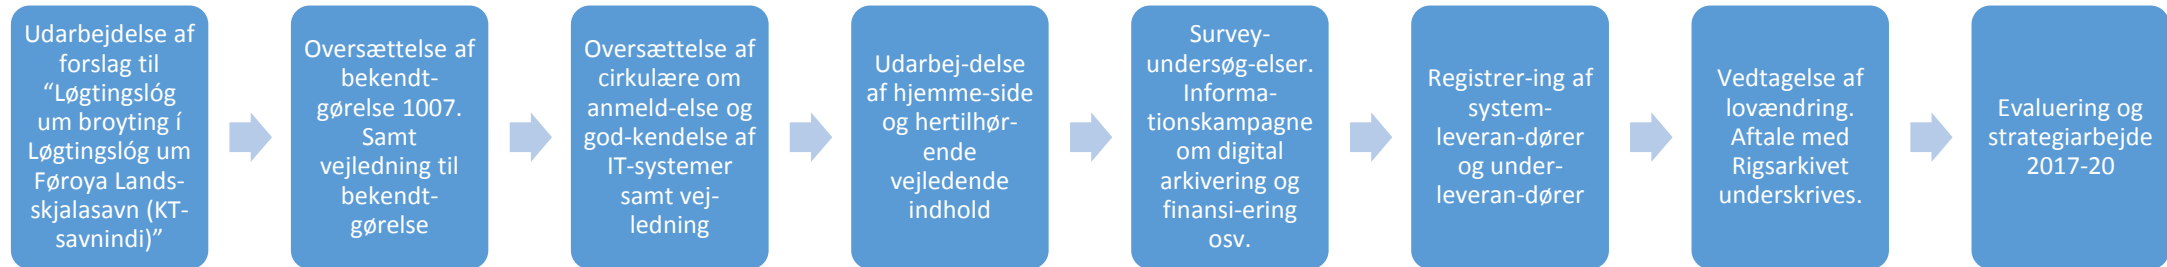 Udarbejdelse af
forslag til
“Løgtingslóg
um broyting í
Løgtingslóg um
Føroya Lands-
skjalasavn (KT-
savnindi)”
Oversættelse af
bekendt-
gørelse 1007.
Samt
vejledning til
bekendt-
gørelse
Oversættelse af
cirkulære om
anmeld-else og
god-kendelse af
IT-systemer
samt vej-
ledning
Udarbej-delse
af hjemme-side
og hertilhør-
ende
vejledende
indhold
Survey-
undersøg-elser.
Informa-
tionskampagne
om digital
arkivering og
finansi-ering
osv.
Registrer-ing af
system-
leveran-dører
og under-
leveran-dører
Vedtagelse af
lovændring.
Aftale med
Rigsarkivet
underskrives.
Evaluering og
strategiarbejde
2017-20